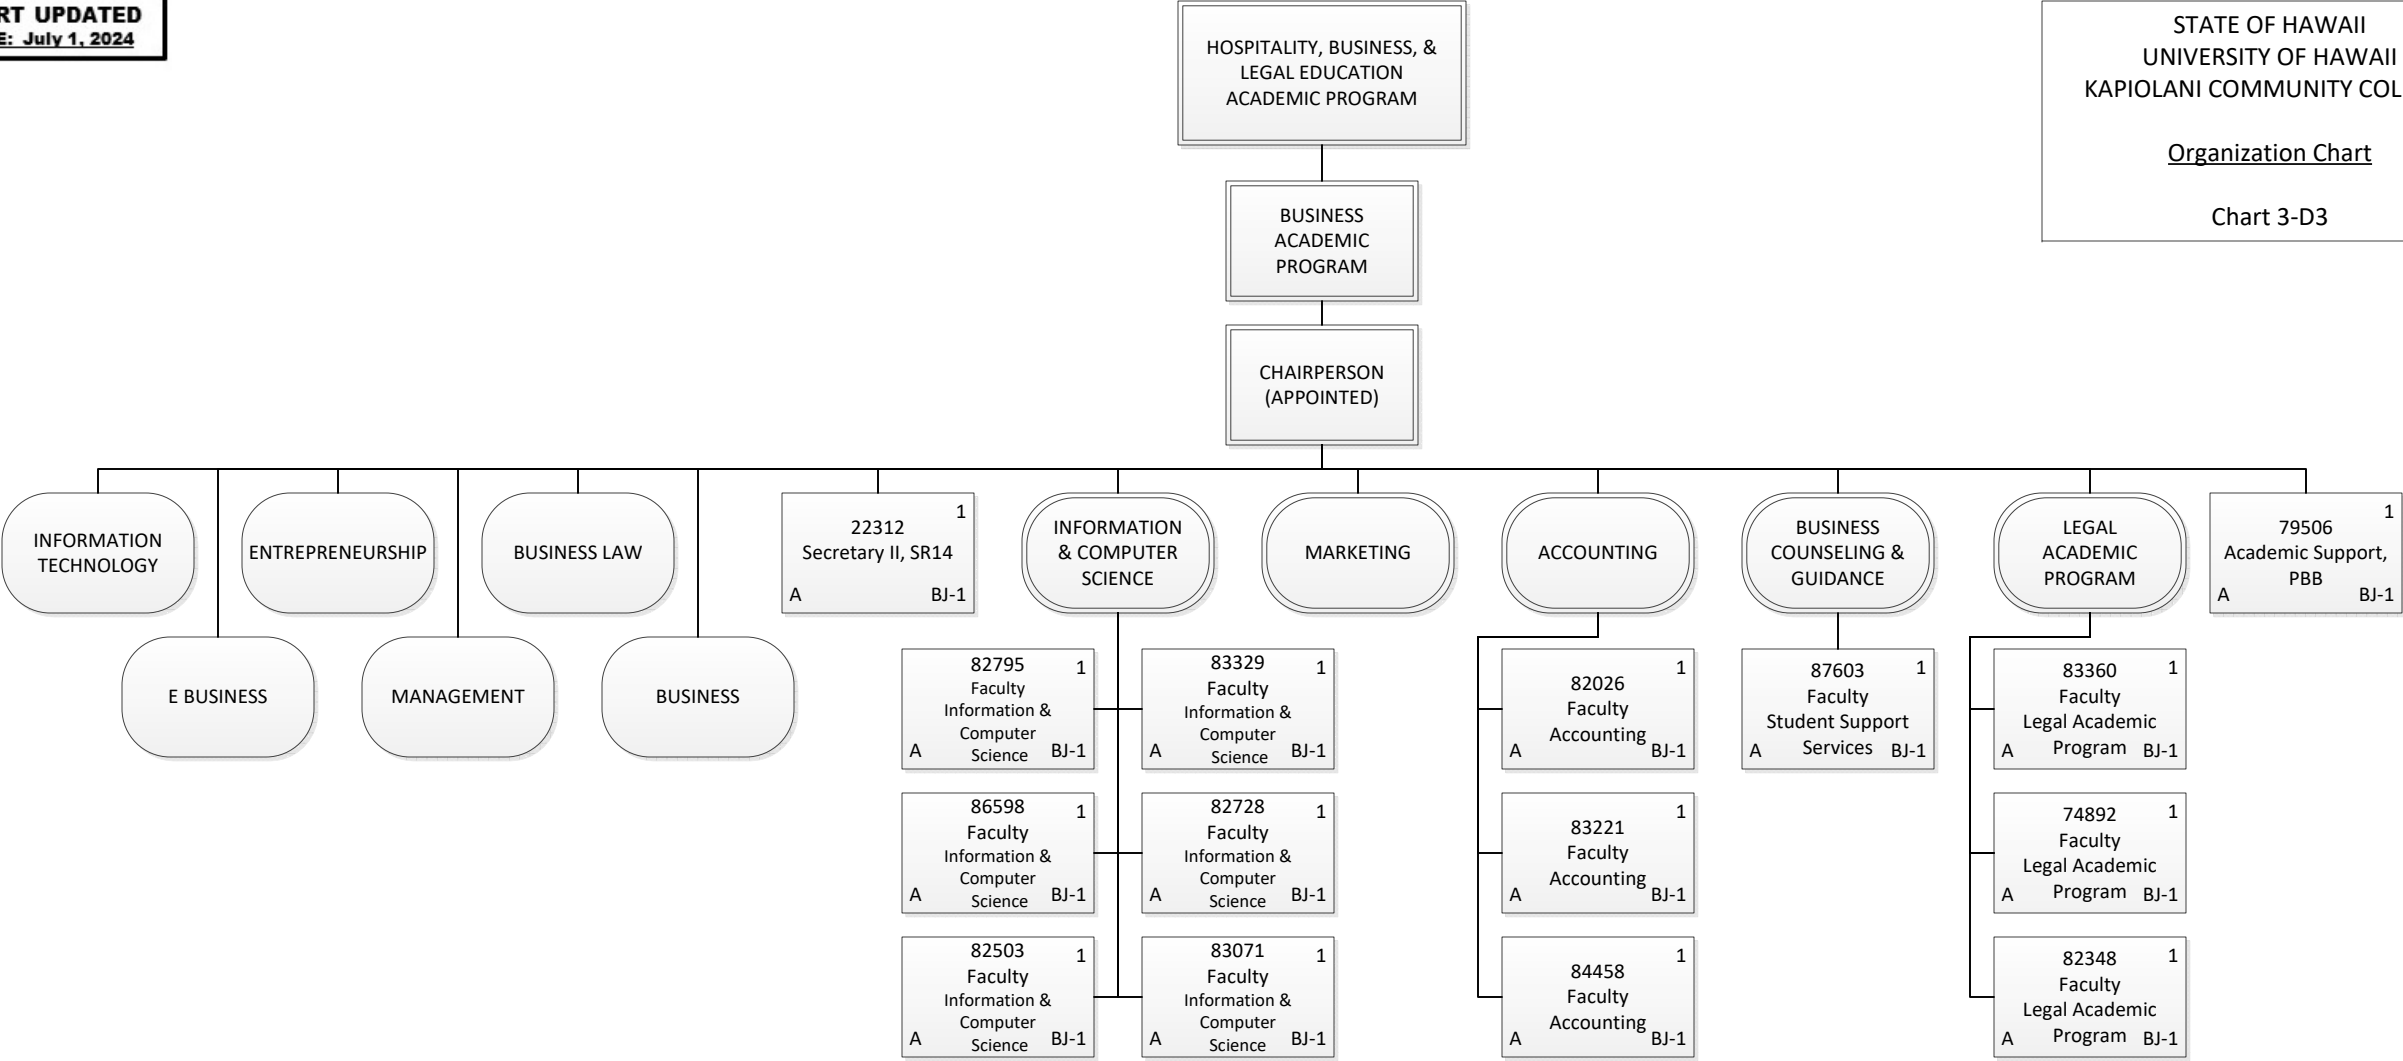 RT UPDATED
E: July 1, 2024
STATE OF HAWAII
UNIVERSITY OF HAWAII
KAPIOLANI COMMUNITY COL
Organization Chart
Chart 3-D3
HOSPITALITY, BUSINESS, &
LEGAL EDUCATION
ACADEMIC PROGRAM
BUSINESS
ACADEMIC
PROGRAM
CHAIRPERSON
(APPOINTED)
INFORMATION
TECHNOLOGY
ENTREPRENEURSHIP
BUSINESS LAW
1
22312
Secretary II, SR14
A BJ-1
INFORMATION
& COMPUTER
SCIENCE
MARKETING
ACCOUNTING
BUSINESS
COUNSELING &
GUIDANCE
LEGAL
ACADEMIC
PROGRAM
1
79506
Academic Support,
PBB
A BJ-1
E BUSINESS
MANAGEMENT
BUSINESS
82795 1
Faculty
Information &
Computer
A Science BJ-1
83329 1
Faculty
Information &
Computer
A Science BJ-1
1
82026
Faculty
Accounting
A BJ-1
87603 1
Faculty
Student Support
A Services BJ-1
83360 1
Faculty
Legal Academic
A Program BJ-1
86598 1
Faculty
Information &
Computer
A Science BJ-1
82728 1
Faculty
Information &
Computer
A Science BJ-1
1
83221
Faculty
Accounting
A BJ-1
74892 1
Faculty
Legal Academic
A Program BJ-1
82503 1
Faculty
Information &
Computer
A Science BJ-1
83071 1
Faculty
Information &
Computer
A Science BJ-1
1
84458
Faculty
Accounting
A BJ-1
82348 1
Faculty
Legal Academic
A Program BJ-1